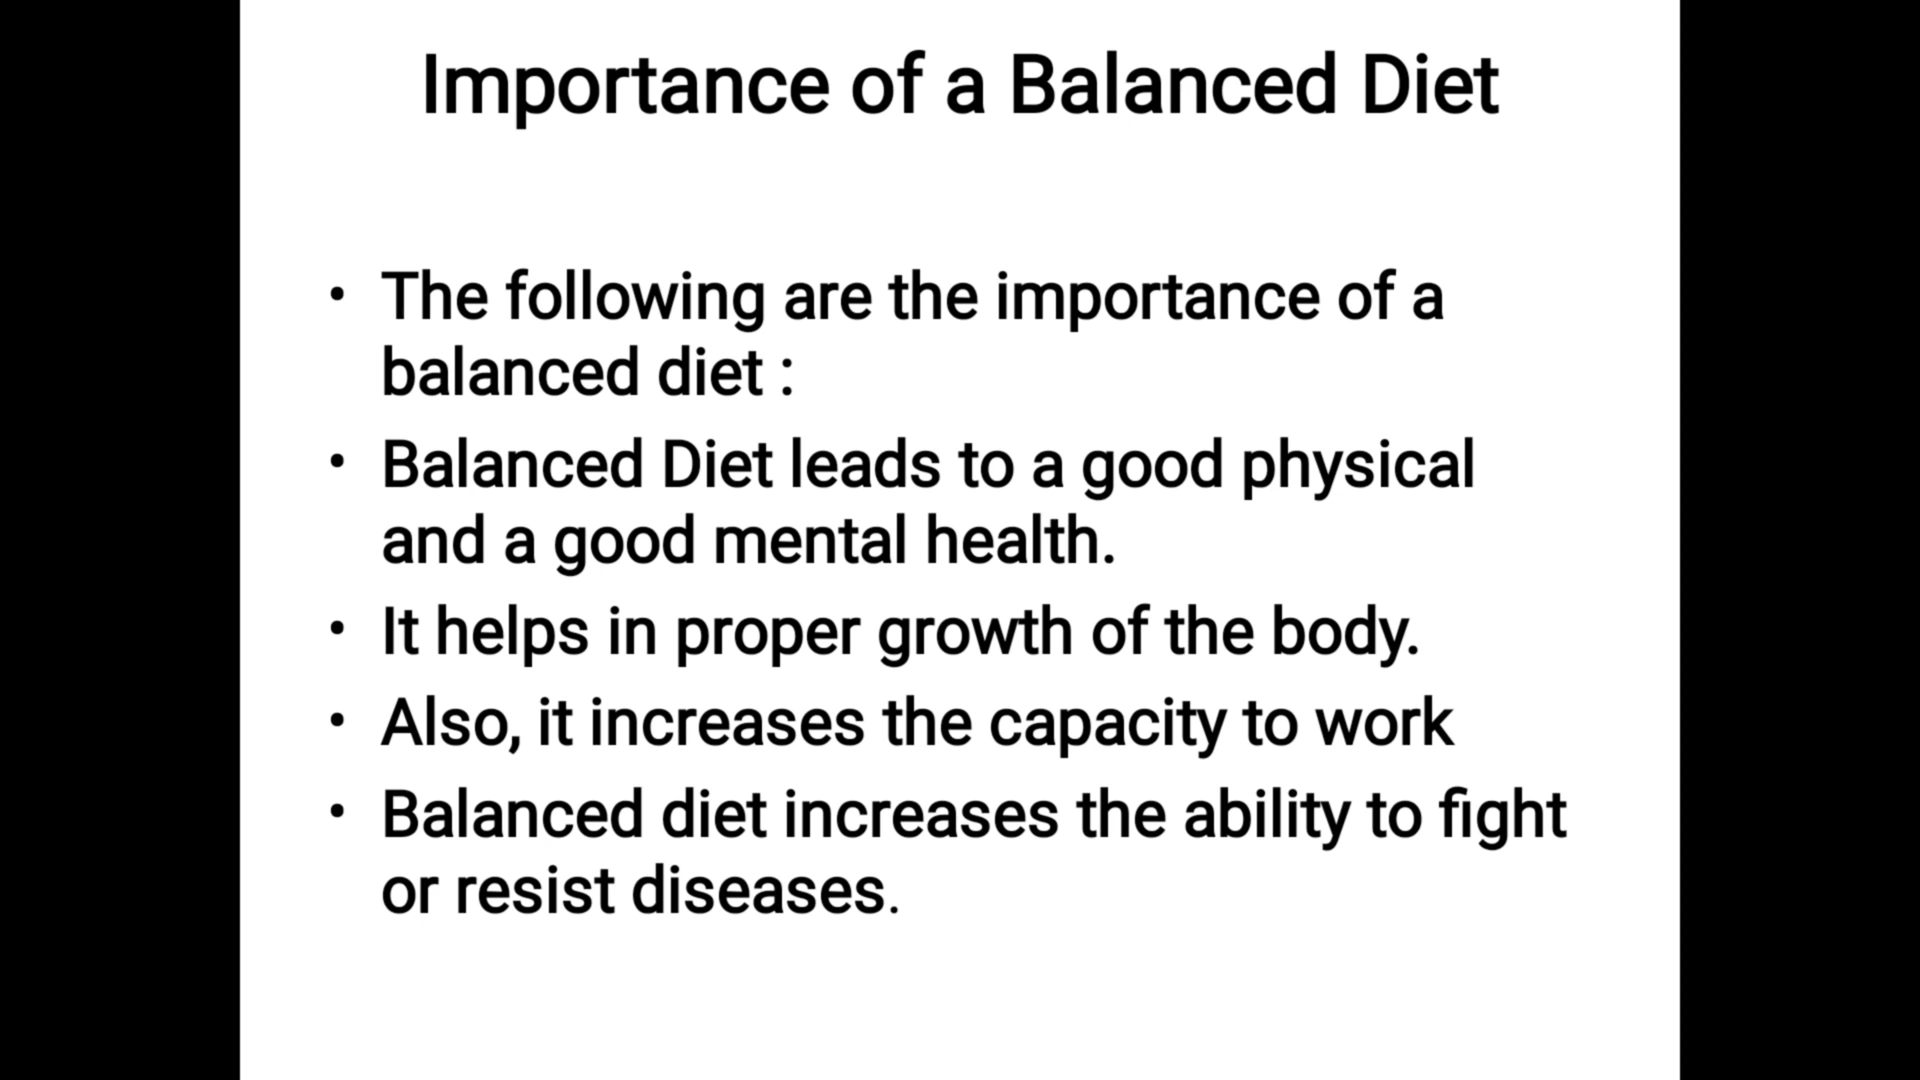 Importance of a Balanced Diet
• The following are the importance of a
balanced diet :
• Balanced Diet leads to a good physical
and a good mental health.
• It helps in proper growth of the body.
• Also, it increases the capacity to work
• Balanced diet increases the ability to fight
or resist diseases.